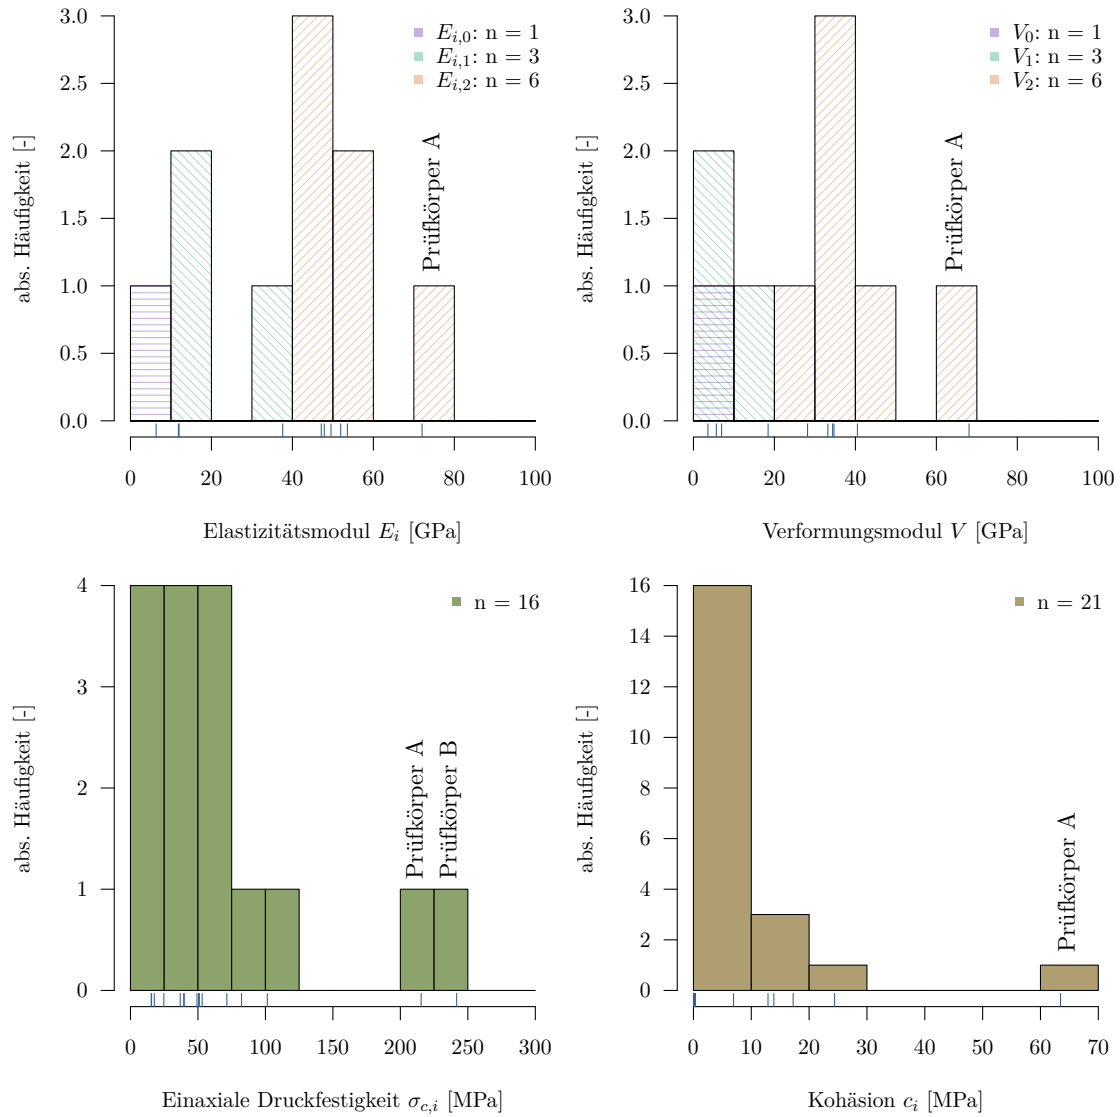 3.0
2.5
2.0
1.5
1.0
0.5
0.0
abs. Häufigkeit [-]
E_{i,0}: n = 1
E_{i,1}: n = 3
E_{i,2}: n = 6
Prüfkörper A
0 20 40 60 80 100
Elastizitätsmodul E_i [GPa]
3.0
2.5
2.0
1.5
1.0
0.5
0.0
abs. Häufigkeit [-]
V_0: n = 1
V_1: n = 3
V_2: n = 6
Prüfkörper A
0 20 40 60 80 100
Verformungsmodul V [GPa]
4
3
2
1
0
abs. Häufigkeit [-]
n = 16
Prüfkörper A
Prüfkörper B
0 50 100 150 200 250 300
Einaxiale Druckfestigkeit σ_{c,i} [MPa]
16
14
12
10
8
6
4
2
0
abs. Häufigkeit [-]
n = 21
Prüfkörper A
0 10 20 30 40 50 60 70
Kohäsion c_i [MPa]